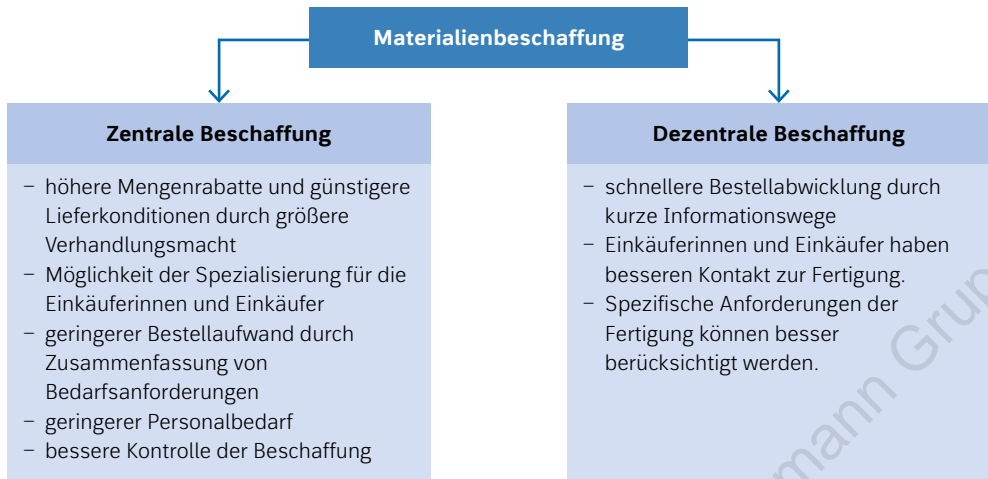 Materialienbeschaffung
Zentrale Beschaffung
– höhere Mengenrabatte und günstigere
Lieferkonditionen durch größere
Verhandlungsmacht
– Möglichkeit der Spezialisierung für die
Einkäuferinnen und Einkäufer
– geringerer Bestellaufwand durch
Zusammenfassung von
Bedarfsanforderungen
– geringerer Personalbedarf
– bessere Kontrolle der Beschaffung
Dezentrale Beschaffung
– schnellere Bestellabwicklung durch
kurze Informationswege
– Einkäuferinnen und Einkäufer haben
besseren Kontakt zur Fertigung.
– Spezifische Anforderungen der
Fertigung können besser
berücksichtigt werden.